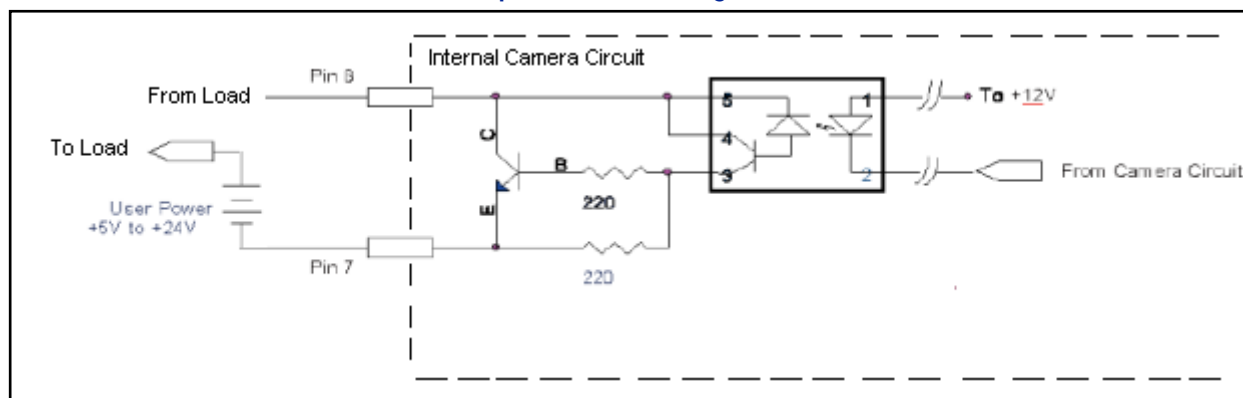 Internal Camera Circuit
Pin 8
From Load
5
1
To +12V
C
4
To Load
B
3
2
From Camera Circuit
220
E
User Power
+5V to +24V
Pin 7
220